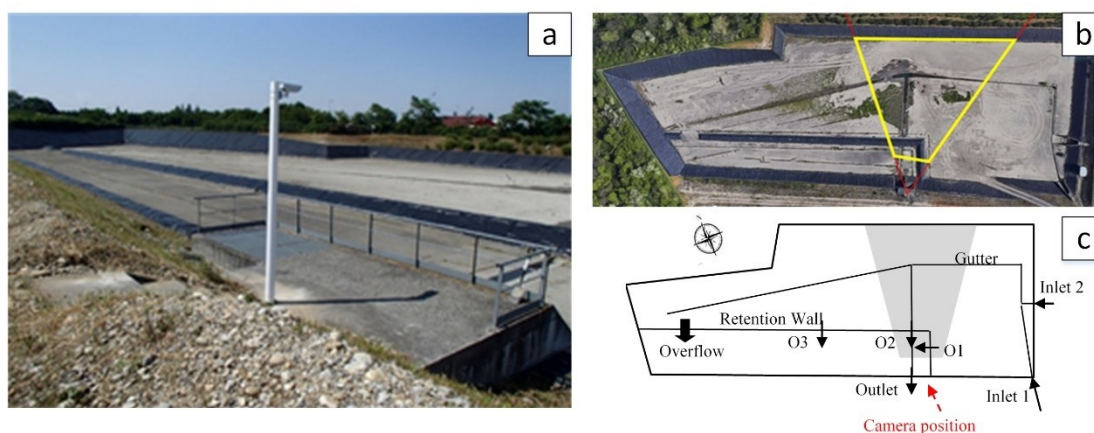 a
b
c
Gutter
Inlet 2
Retention Wall
O3
O2
O1
Overflow
Outlet
Inlet 1
Camera position